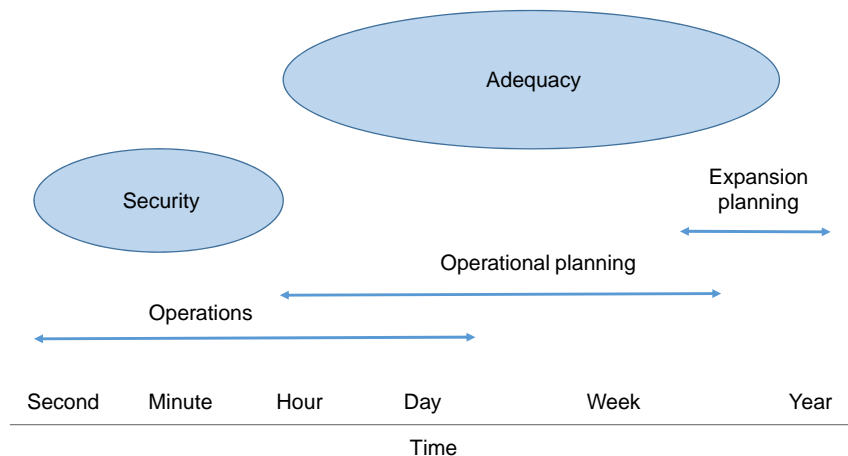 Adequacy
Security
Expansion
planning
Operational planning
Operations
Second Minute Hour Day Week Year
Time